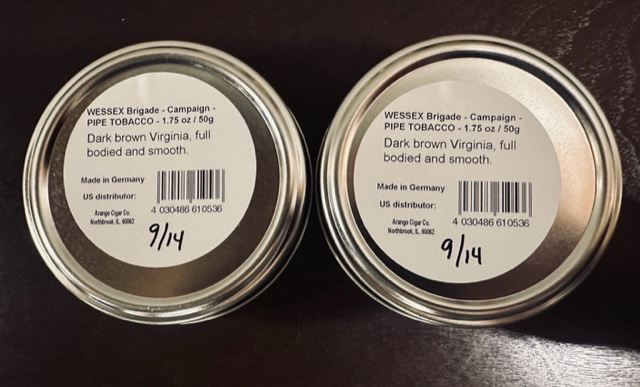 WESSEX Brigade - Campaign -
PIPE TOBACCO - 1.75 oz / 50g
Dark brown Virginia, full
bodied and smooth.
Made in Germany
US distributor:
Arango Cigar Co.
Northbrook, IL. 60062
4 030486 610536
9/14
WESSEX Brigade - Campaign -
PIPE TOBACCO - 1.75 oz / 50g
Dark brown Virginia, full
bodied and smooth.
Made in Germany
US distributor:
Arango Cigar Co.
Northbrook, IL. 60062
4 030486 610536
9/14